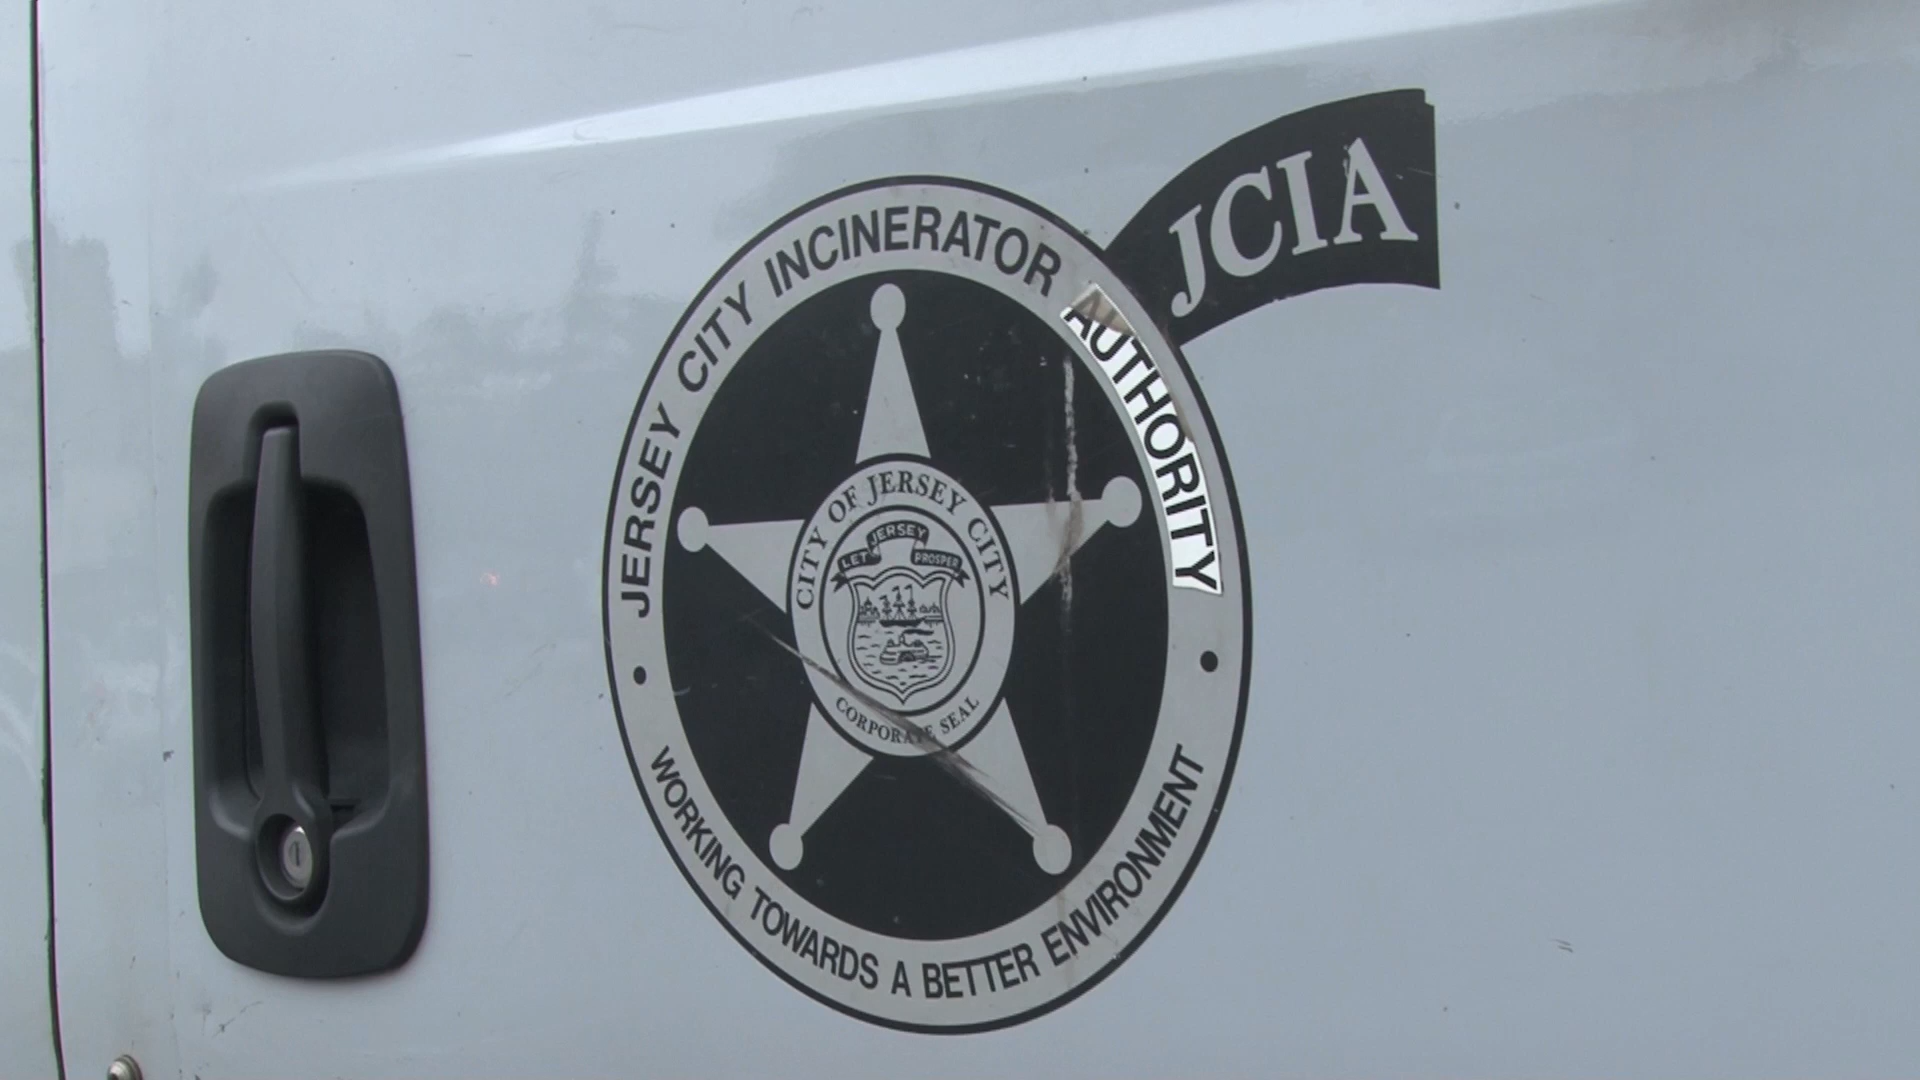 JCIA
JERSEY CITY INCINERATOR AUTHORITY
CITY OF JERSEY CITY
LET JERSEY PROSPER
CORPORATE SEAL
WORKING TOWARDS A BETTER ENVIRONMENT